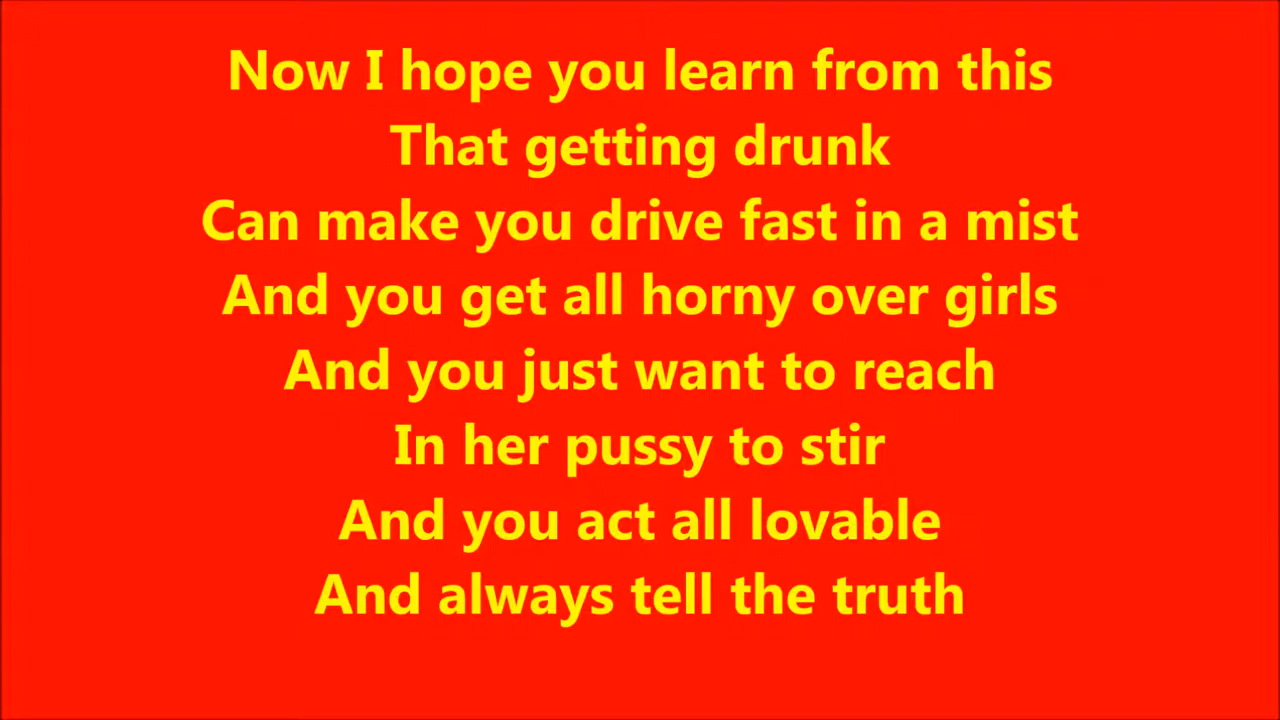 Now I hope you learn from this
That getting drunk
Can make you drive fast in a mist
And you get all horny over girls
And you just want to reach
In her pussy to stir
And you act all lovable
And always tell the truth